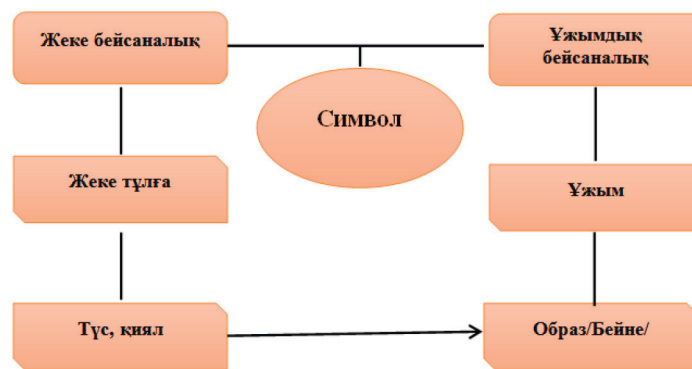 Жеке бейсаналық
Ұжымдық
бейсаналық
Символ
Жеке тұлға
Ұжым
Түс, қиял
Образ/Бейне/